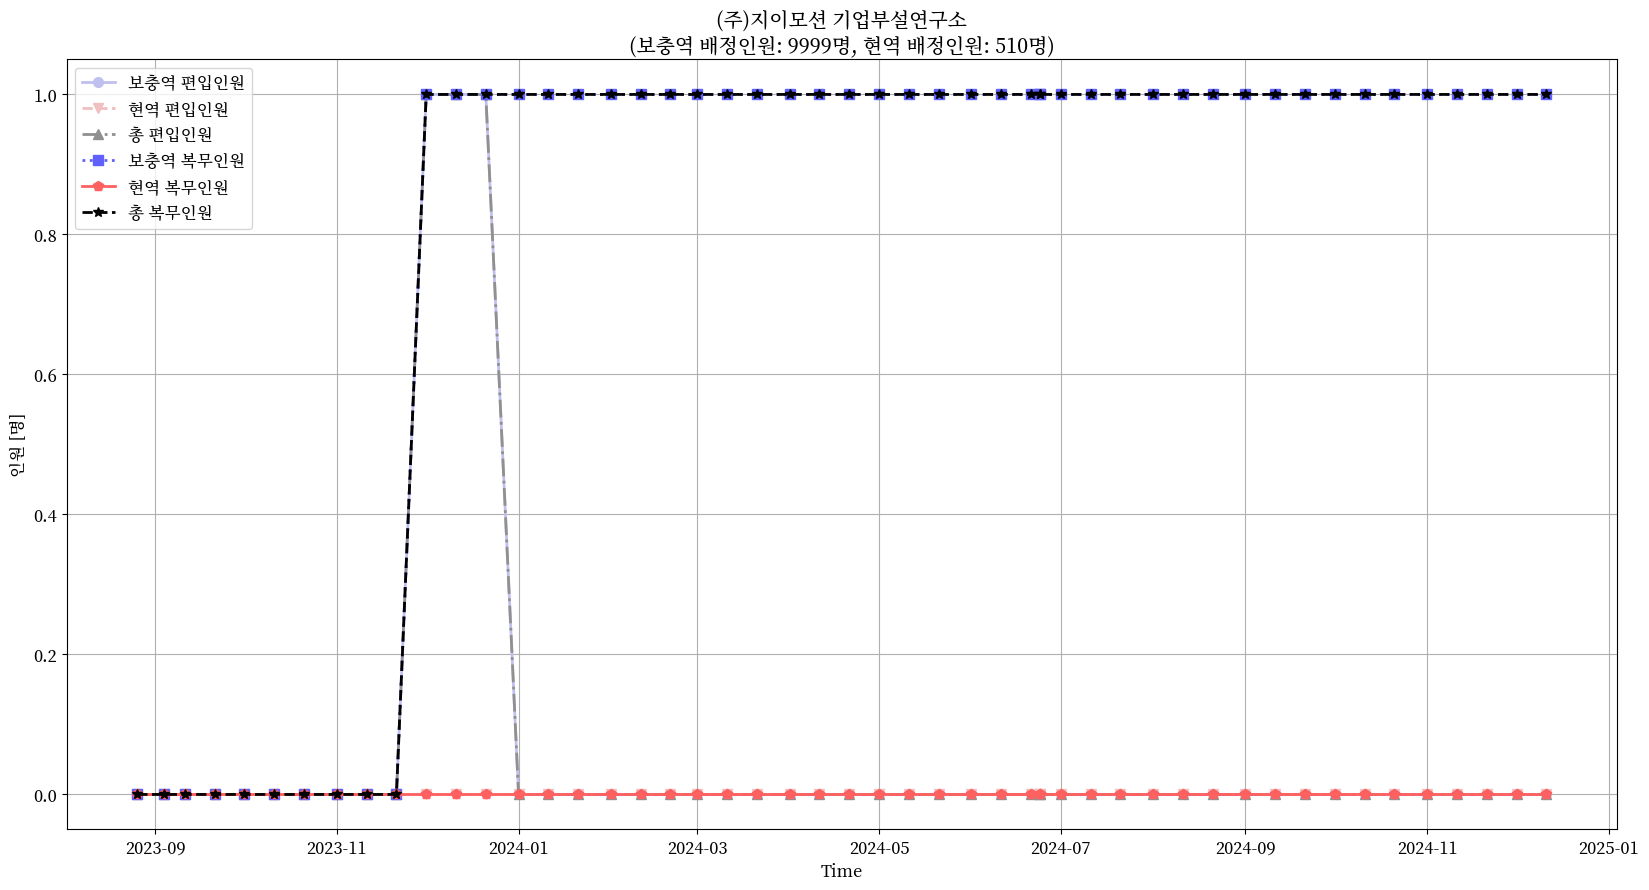 (주)지이모션 기업부설연구소
(보충역 배정인원: 9999명, 현역 배정인원: 510명)
보충역 편입인원
현역 편입인원
총 편입인원
보충역 복무인원
현역 복무인원
총 복무인원
1.0
0.8
0.6
0.4
0.2
0.0
인원 [명]
2023-09 2023-11 2024-01 2024-03 2024-05 2024-07 2024-09 2024-11 2025-01
Time